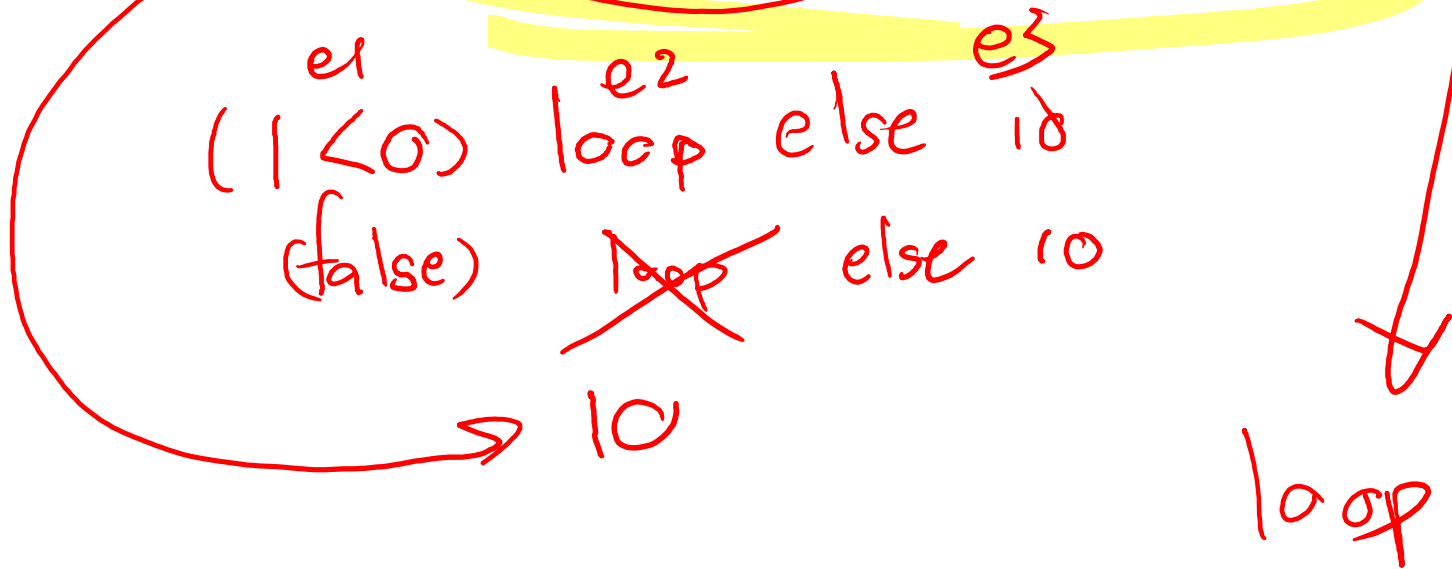 e1 e2 e3
(1<0) loop else 10
(false) loop else 10
10
loop